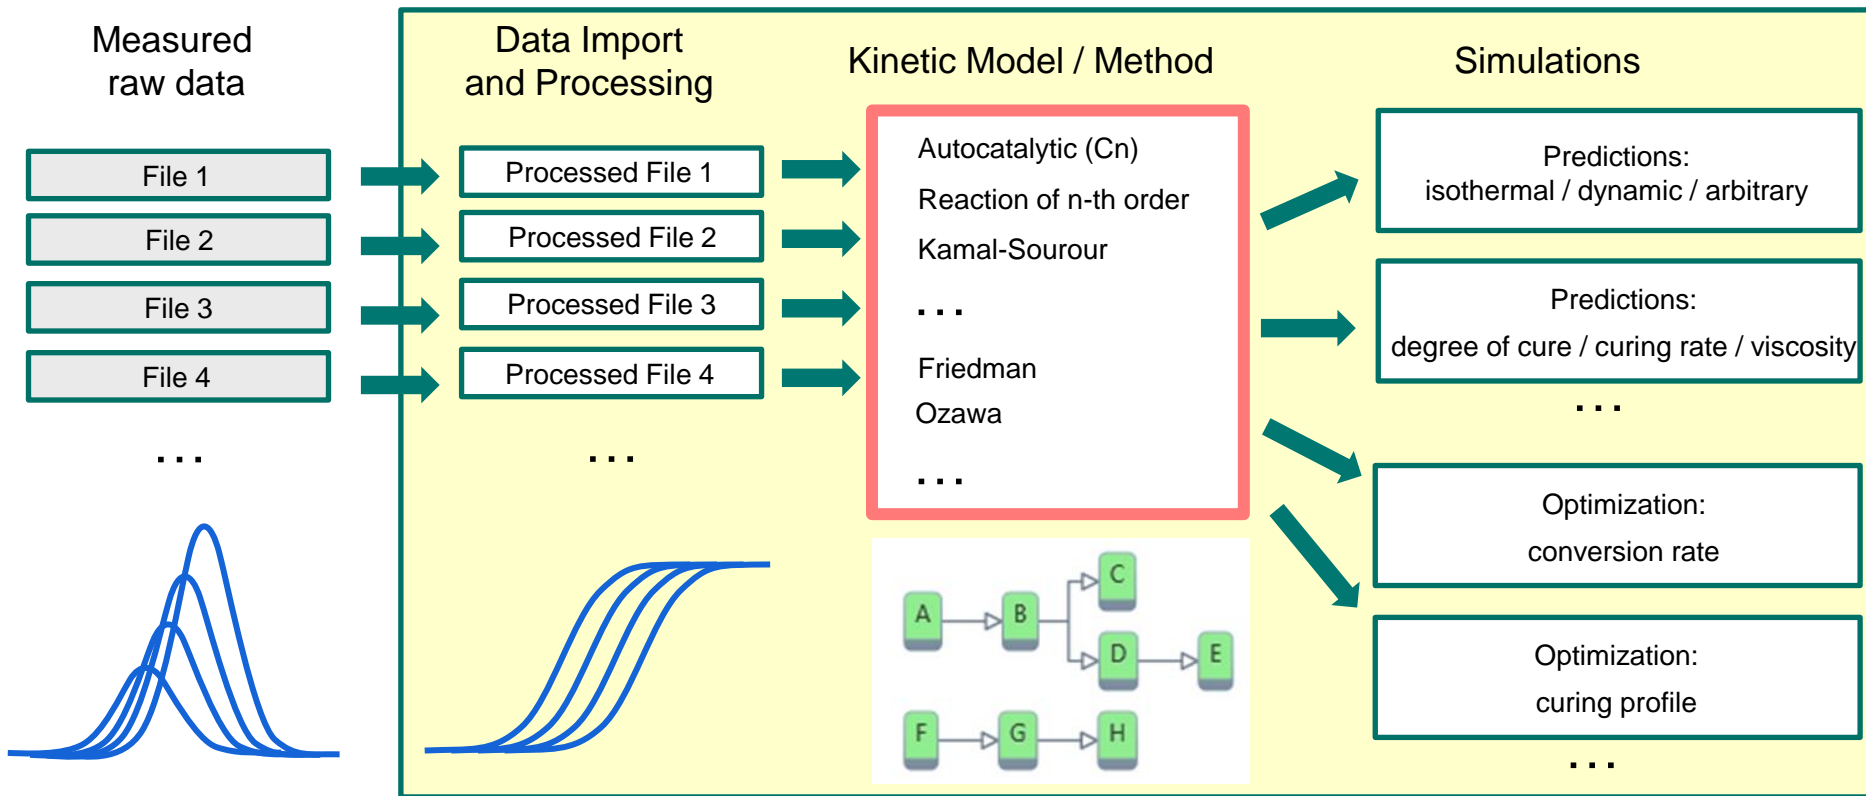 Measured
raw data
File 1
File 2
File 3
File 4
...
Data Import
and Processing
Processed File 1
Processed File 2
Processed File 3
Processed File 4
...
Kinetic Model / Method
Autocatalytic (Cn)
Reaction of n-th order
Kamal-Sourour
...
Friedman
Ozawa
...
A
B
C
D
E
F
G
H
Simulations
Predictions:
isothermal / dynamic / arbitrary
Predictions:
degree of cure / curing rate / viscosity
...
Optimization:
conversion rate
Optimization:
curing profile
...